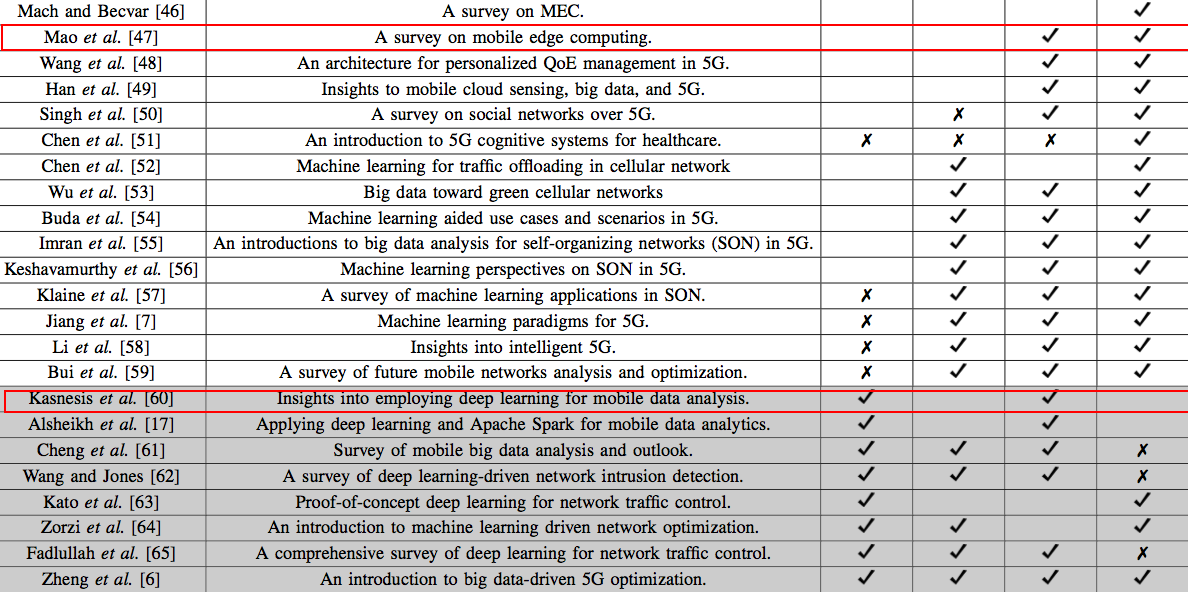 Mach and Becvar [46] A survey on MEC. ✓
Mao et al. [47] A survey on mobile edge computing. ✓ ✓
Wang et al. [48] An architecture for personalized QoE management in 5G. ✓ ✓
Han et al. [49] Insights to mobile cloud sensing, big data, and 5G. ✓ ✓
Singh et al. [50] A survey on social networks over 5G. ✗ ✓ ✓
Chen et al. [51] An introduction to 5G cognitive systems for healthcare. ✗ ✗ ✗ ✓
Chen et al. [52] Machine learning for traffic offloading in cellular network ✓ ✓
Wu et al. [53] Big data toward green cellular networks ✓ ✓ ✓
Buda et al. [54] Machine learning aided use cases and scenarios in 5G. ✓ ✓ ✓
Imran et al. [55] An introductions to big data analysis for self-organizing networks (SON) in 5G. ✓ ✓ ✓
Keshavamurthy et al. [56] Machine learning perspectives on SON in 5G. ✓ ✓ ✓
Klaine et al. [57] A survey of machine learning applications in SON. ✗ ✓ ✓ ✓
Jiang et al. [7] Machine learning paradigms for 5G. ✗ ✓ ✓ ✓
Li et al. [58] Insights into intelligent 5G. ✗ ✓ ✓ ✓
Bui et al. [59] A survey of future mobile networks analysis and optimization. ✗ ✓ ✓ ✓
Kasnesis et al. [60] Insights into employing deep learning for mobile data analysis. ✓ ✓
Alsheikh et al. [17] Applying deep learning and Apache Spark for mobile data analytics. ✓ ✓
Cheng et al. [61] Survey of mobile big data analysis and outlook. ✓ ✓ ✓ ✗
Wang and Jones [62] A survey of deep learning-driven network intrusion detection. ✓ ✓ ✓ ✗
Kato et al. [63] Proof-of-concept deep learning for network traffic control. ✓ ✓
Zorzi et al. [64] An introduction to machine learning driven network optimization. ✓ ✓ ✓
Fadlullah et al. [65] A comprehensive survey of deep learning for network traffic control. ✓ ✓ ✓ ✗
Zheng et al. [6] An introduction to big data-driven 5G optimization. ✓ ✓ ✓ ✓